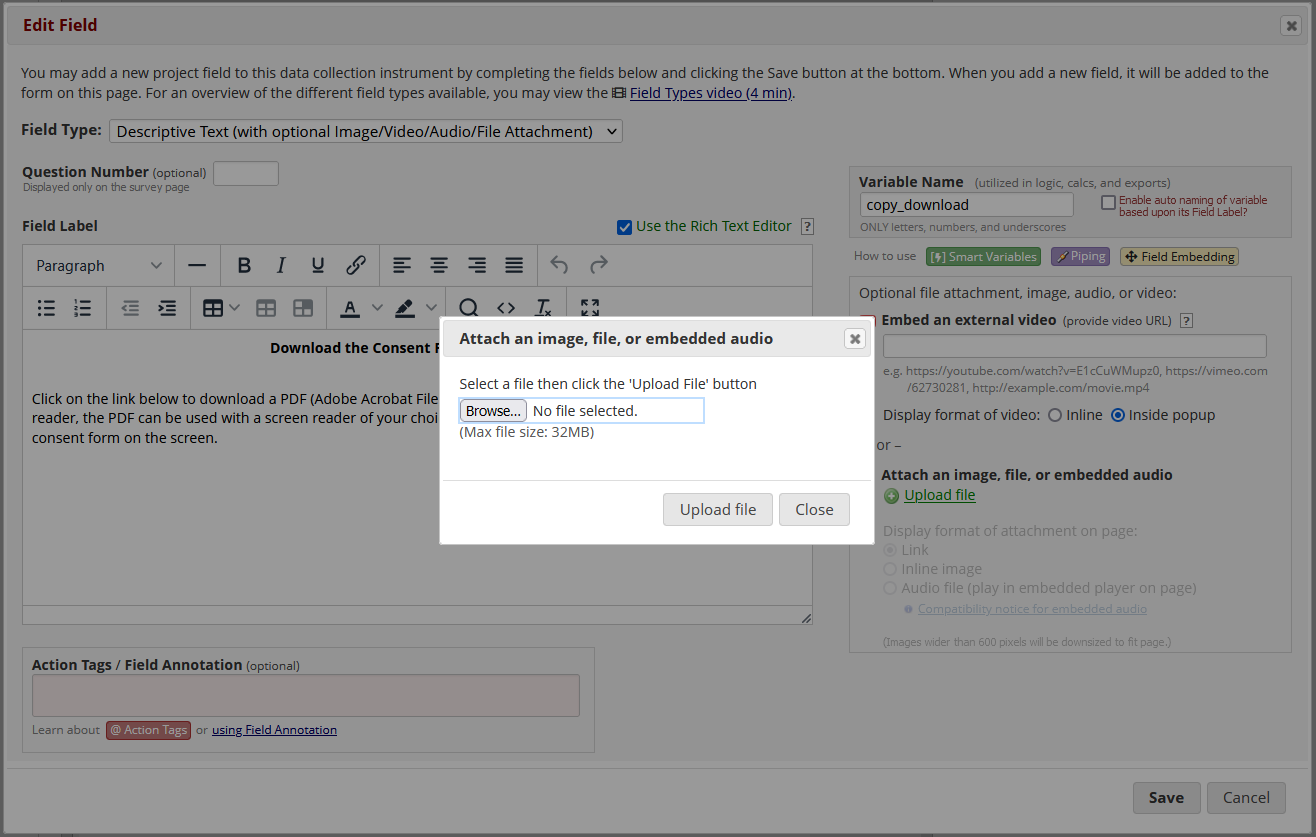 Edit Field
You may add a new project field to this data collection instrument by completing the fields below and clicking the Save button at the bottom. When you add a new field, it will be added to the
form on this page. For an overview of the different field types available, you may view the Field Types video (4 min).
Field Type: Descriptive Text (with optional Image/Video/Audio/File Attachment)
Question Number (optional)
Displayed only on the survey page
Field Label
Use the Rich Text Editor ?
Paragraph
B I U
A
Download the Consent F
Click on the link below to download a PDF (Adobe Acrobat File
reader, the PDF can be used with a screen reader of your choi
consent form on the screen.
Action Tags / Field Annotation (optional)
Learn about @ Action Tags or using Field Annotation
Variable Name (utilized in logic, calcs, and exports)
copy_download
Enable auto naming of variable
based upon its Field Label?
ONLY letters, numbers, and underscores
How to use Smart Variables Piping Field Embedding
Optional file attachment, image, audio, or video:
Embed an external video (provide video URL) ?
e.g. https://youtube.com/watch?v=E1cCuWMupz0, https://vimeo.com
/62730281, http://example.com/movie.mp4
Display format of video: Inline Inside popup
or –
Attach an image, file, or embedded audio
Upload file
Display format of attachment on page:
Link
Inline image
Audio file (play in embedded player on page)
Compatibility notice for embedded audio
(Images wider than 600 pixels will be downsized to fit page.)
Attach an image, file, or embedded audio
Select a file then click the 'Upload File' button
Browse... No file selected.
(Max file size: 32MB)
Upload file Close
Save Cancel